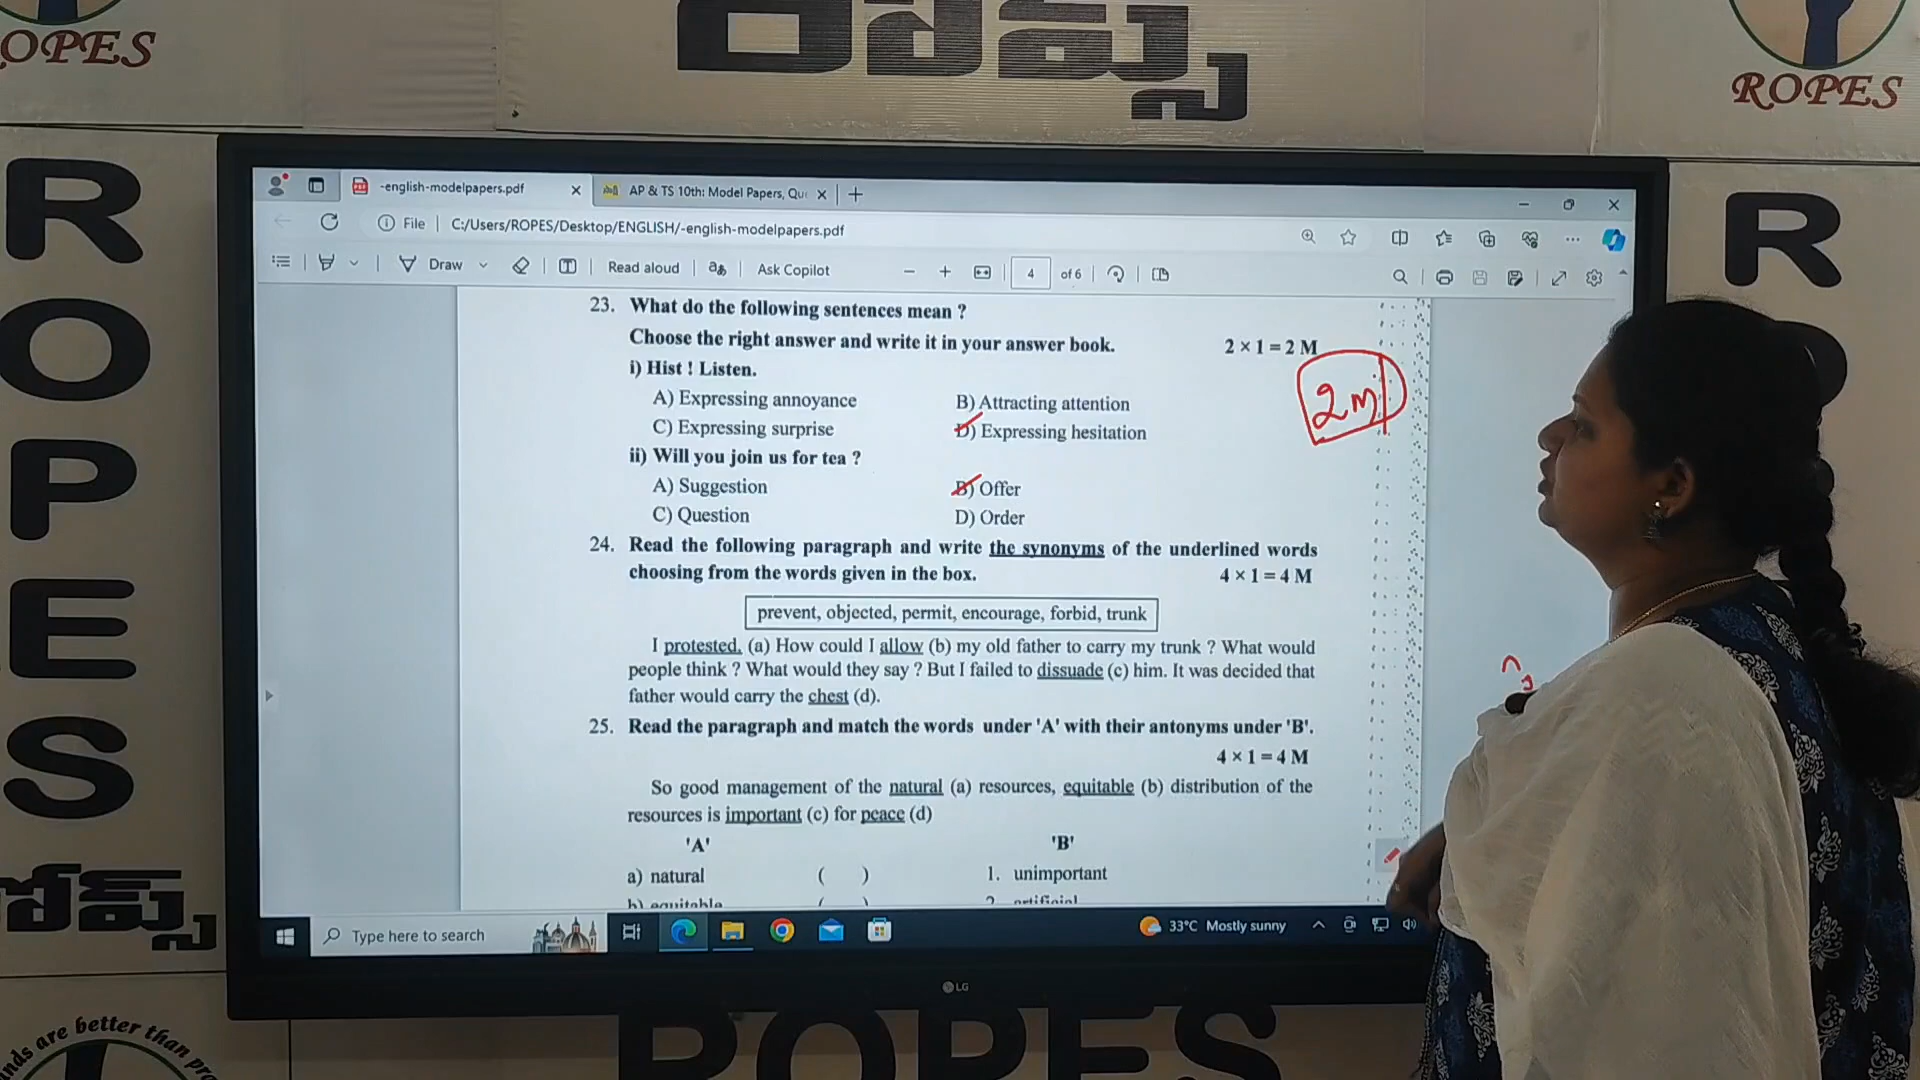 OPES
రోప్స్
ROPES
R
O
P
E
S
రోప్స్
R
-english-modelpapers.pdf
AP & TS 10th: Model Papers, Qu
File
C:/Users/ROPES/Desktop/ENGLISH/-english-modelpapers.pdf
Draw
Read aloud
Ask Copilot
4 of 6
23. What do the following sentences mean ?
Choose the right answer and write it in your answer book. 2 × 1 = 2 M
2M
i) Hist ! Listen.
A) Expressing annoyance B) Attracting attention
C) Expressing surprise D) Expressing hesitation
ii) Will you join us for tea ?
A) Suggestion B) Offer
C) Question D) Order
24. Read the following paragraph and write the synonyms of the underlined words
choosing from the words given in the box. 4 × 1 = 4 M
prevent, objected, permit, encourage, forbid, trunk
I protested. (a) How could I allow (b) my old father to carry my trunk ? What would
people think ? What would they say ? But I failed to dissuade (c) him. It was decided that
father would carry the chest (d).
25. Read the paragraph and match the words under 'A' with their antonyms under 'B'.
4 × 1 = 4 M
So good management of the natural (a) resources, equitable (b) distribution of the
resources is important (c) for peace (d)
'A' 'B'
a) natural ( ) 1. unimportant
b) equitable ( ) 2. artificial
Type here to search
33°C Mostly sunny
LG
ROPES
are better than